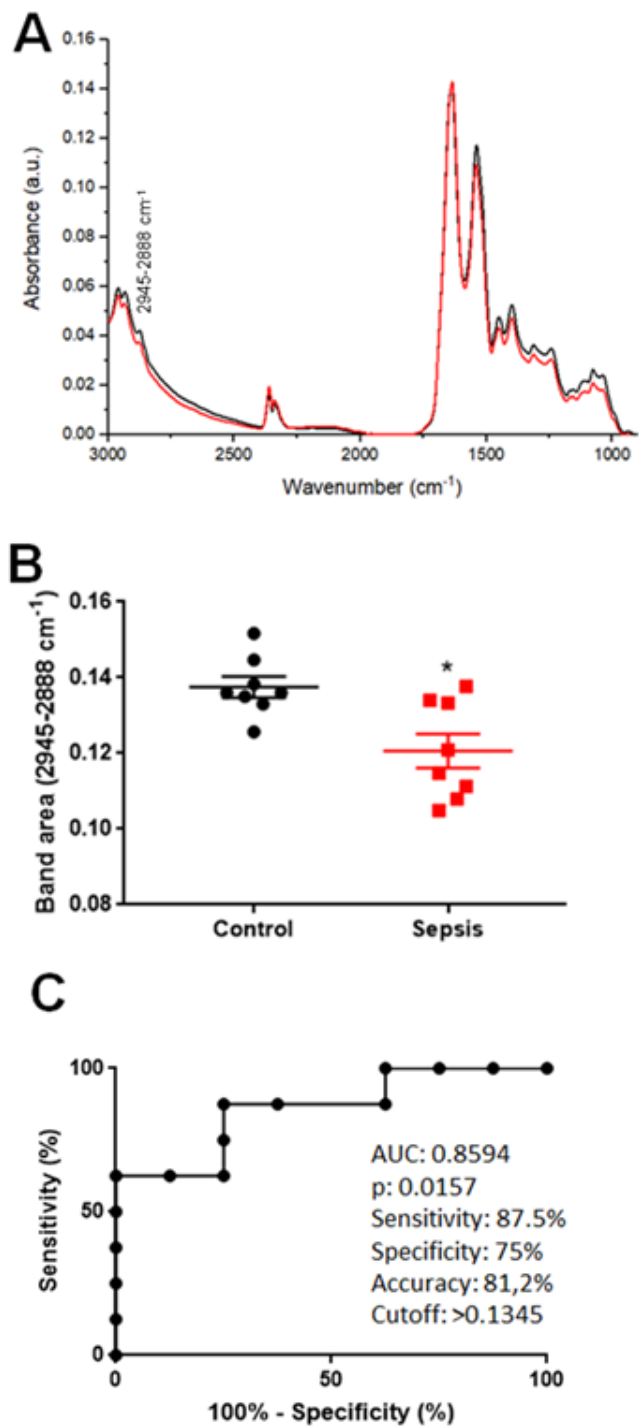 A
0.16
0.14
0.12
0.10
0.08
0.06
0.04
0.02
0.00
Absorbance (a.u.)
2945-2888 cm⁻¹
3000
2500
2000
1500
1000
Wavenumber (cm⁻¹)
B
0.16
0.14
0.12
0.10
0.08
Band area (2945-2888 cm⁻¹)
*
Control
Sepsis
C
100
50
0
Sensitivity (%)
AUC: 0.8594
p: 0.0157
Sensitivity: 87.5%
Specificity: 75%
Accuracy: 81,2%
Cutoff: >0.1345
0
50
100
100% - Specificity (%)